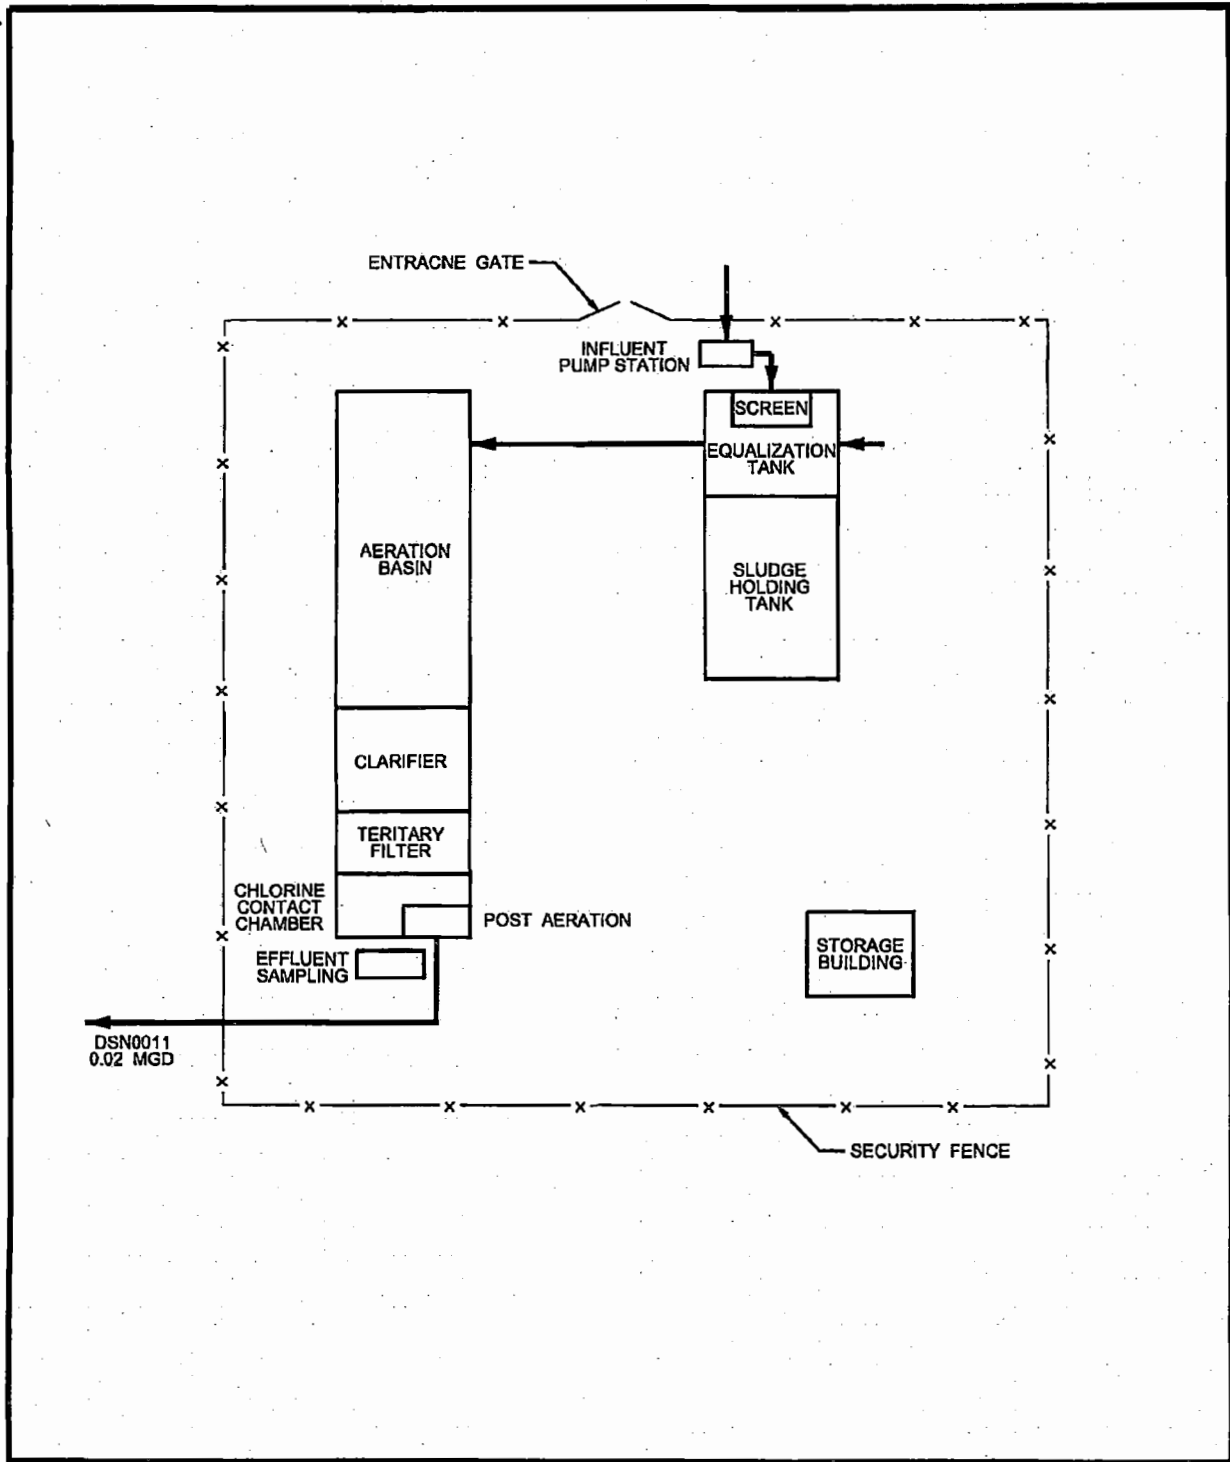 ENTRACNE GATE
INFLUENT
PUMP STATION
SCREEN
EQUALIZATION
TANK
AERATION
BASIN
SLUDGE
HOLDING
TANK
CLARIFIER
TERITARY
FILTER
CHLORINE
CONTACT
CHAMBER
POST AERATION
EFFLUENT
SAMPLING
STORAGE
BUILDING
DSN0011
0.02 MGD
SECURITY FENCE